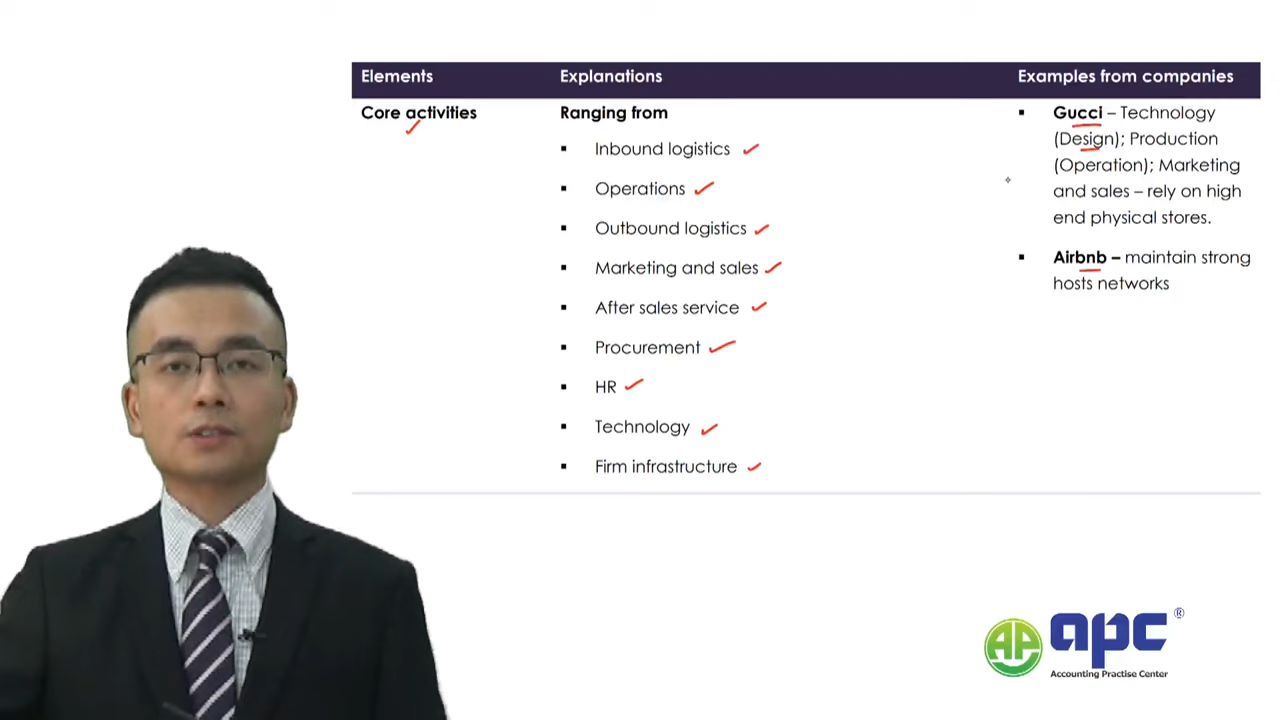 Elements Explanations Examples from companies
Core activities
Ranging from
▪ Inbound logistics
▪ Operations
▪ Outbound logistics
▪ Marketing and sales
▪ After sales service
▪ Procurement
▪ HR
▪ Technology
▪ Firm infrastructure
▪ Gucci – Technology
(Design); Production
(Operation); Marketing
and sales – rely on high
end physical stores.
▪ Airbnb – maintain strong
hosts networks
AP apc ®
Accounting Practise Center